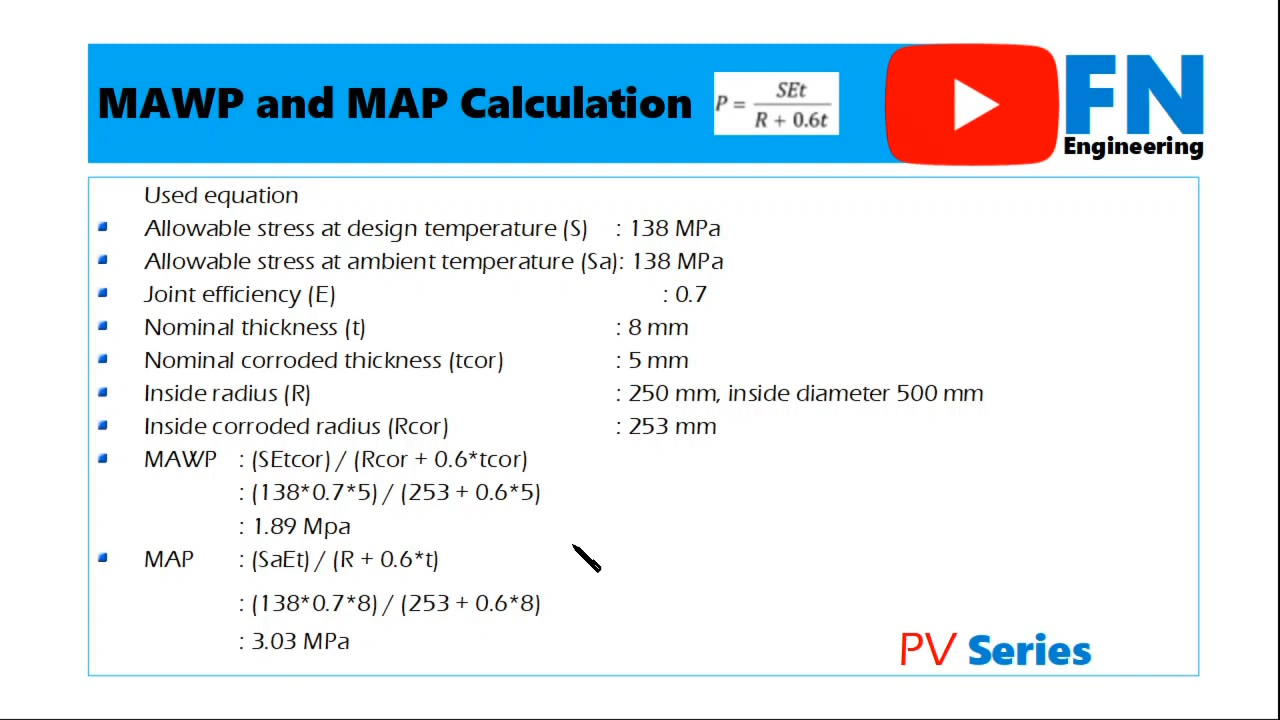 MAWP and MAP Calculation
P = SEt / R + 0.6t
FN
Engineering
Used equation
Allowable stress at design temperature (S) : 138 MPa
Allowable stress at ambient temperature (Sa): 138 MPa
Joint efficiency (E) : 0.7
Nominal thickness (t) : 8 mm
Nominal corroded thickness (tcor) : 5 mm
Inside radius (R) : 250 mm, inside diameter 500 mm
Inside corroded radius (Rcor) : 253 mm
MAWP : (SEtcor) / (Rcor + 0.6*tcor)
: (138*0.7*5) / (253 + 0.6*5)
: 1.89 Mpa
MAP : (SaEt) / (R + 0.6*t)
: (138*0.7*8) / (253 + 0.6*8)
: 3.03 MPa
PV Series